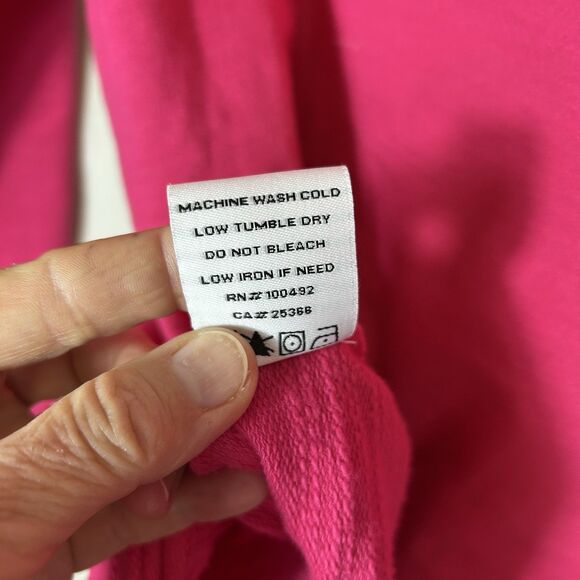 MACHINE WASH COLD
LOW TUMBLE DRY
DO NOT BLEACH
LOW IRON IF NEED
RN# 100492
CA# 25366